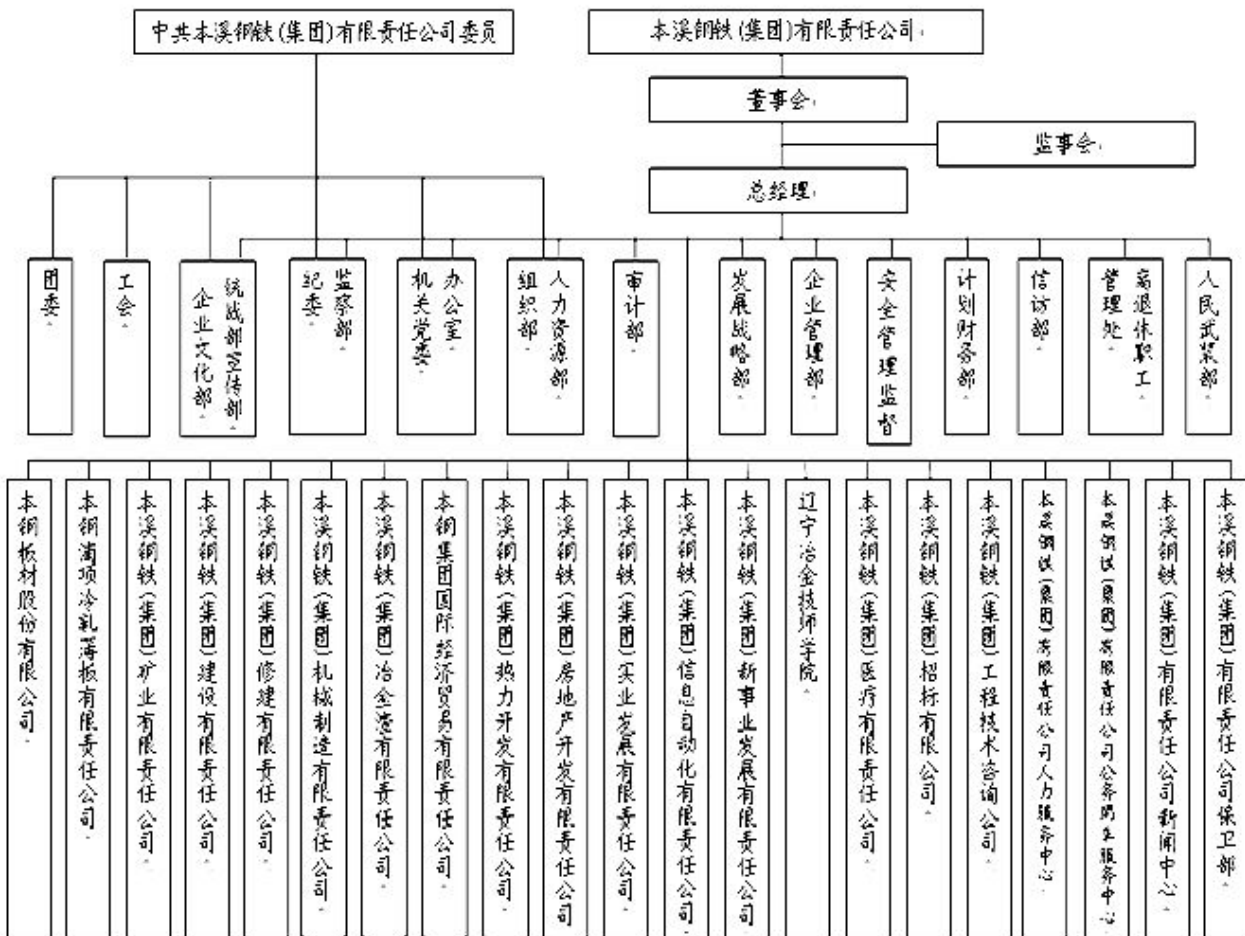 中共本溪钢铁(集团)有限责任公司委员
本溪钢铁(集团)有限责任公司
董事会
监事会
总经理
团委
工会
统战部宣传部
企业文化部
监察部
纪委
办公室
机关党委
人力资源部
组织部
审计部
发展战略部
企业管理部
安全管理监督
计划财务部
信访部
离退休职工
管理处
人民武装部
本钢板材股份有限公司
本钢浦项冷轧薄板有限责任公司
本溪钢铁(集团)矿业有限责任公司
本溪钢铁(集团)建设有限责任公司
本溪钢铁(集团)修建有限责任公司
本溪钢铁(集团)机械制造有限责任公司
本溪钢铁(集团)冶金渣有限责任公司
本钢集团国际经济贸易有限责任公司
本溪钢铁(集团)热力开发有限责任公司
本溪钢铁(集团)房地产开发有限责任公司
本溪钢铁(集团)实业发展有限责任公司
本溪钢铁(集团)信息自动化有限责任公司
本溪钢铁(集团)新事业发展有限责任公司
辽宁冶金技师学院
本溪钢铁(集团)医疗有限责任公司
本溪钢铁(集团)招标有限公司
本溪钢铁(集团)工程技术咨询公司
本溪钢铁(集团)有限责任公司人力服务中心
本溪钢铁(集团)有限责任公司公务用车服务中心
本溪钢铁(集团)有限责任公司新闻中心
本溪钢铁(集团)有限责任公司保卫部